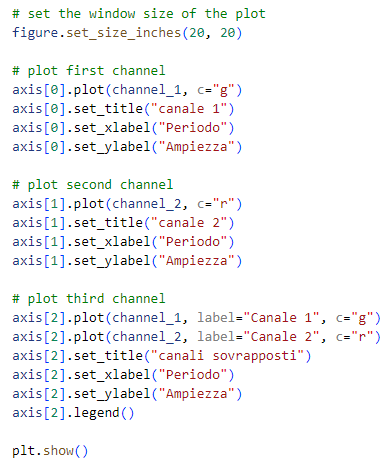 # set the window size of the plot
figure.set_size_inches(20, 20)
# plot first channel
axis[0].plot(channel_1, c="g")
axis[0].set_title("canale 1")
axis[0].set_xlabel("Periodo")
axis[0].set_ylabel("Ampiezza")
# plot second channel
axis[1].plot(channel_2, c="r")
axis[1].set_title("canale 2")
axis[1].set_xlabel("Periodo")
axis[1].set_ylabel("Ampiezza")
# plot third channel
axis[2].plot(channel_1, label="Canale 1", c="g")
axis[2].plot(channel_2, label="Canale 2", c="r")
axis[2].set_title("canali sovrapposti")
axis[2].set_xlabel("Periodo")
axis[2].set_ylabel("Ampiezza")
axis[2].legend()
plt.show()